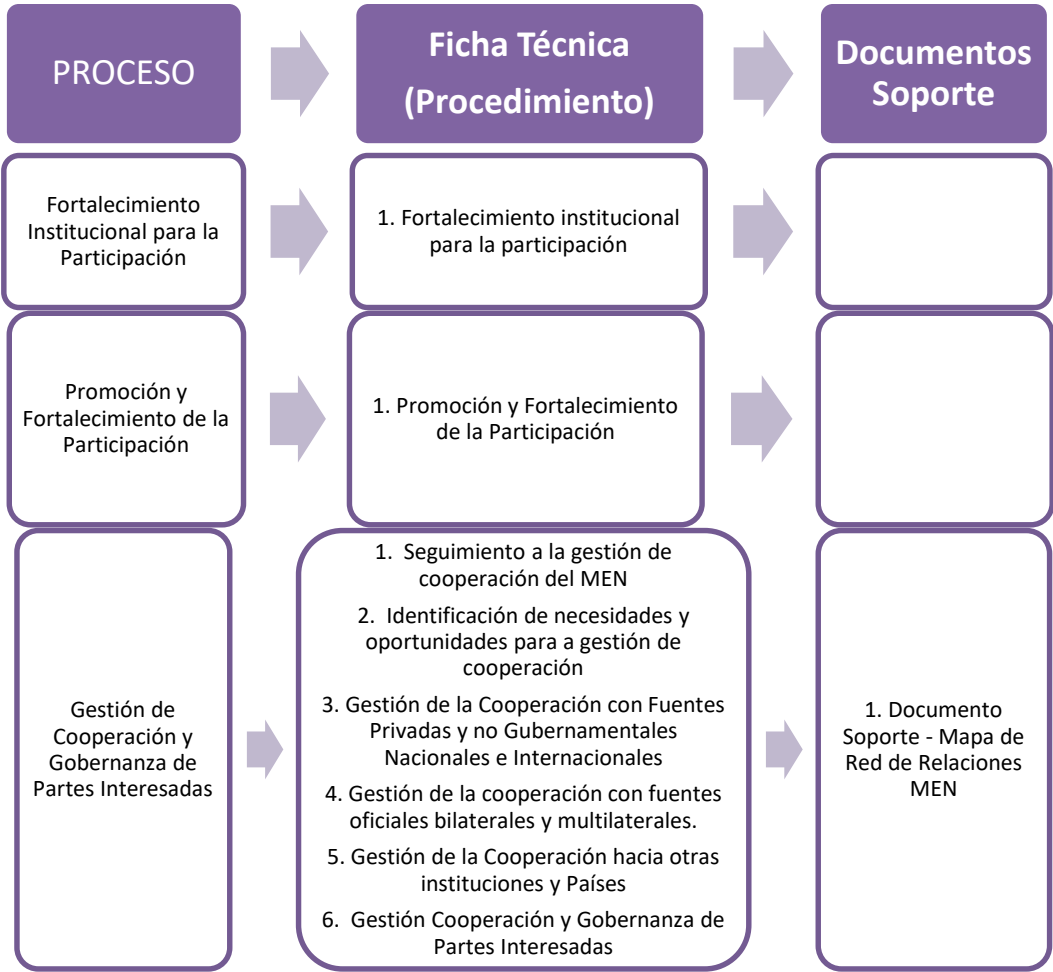 PROCESO
Ficha Técnica
(Procedimiento)
Documentos
Soporte
Fortalecimiento
Institucional para la
Participación
1. Fortalecimiento institucional
para la participación
Promoción y
Fortalecimiento de la
Participación
1. Promoción y Fortalecimiento
de la Participación
Gestión de
Cooperación y
Gobernanza de
Partes Interesadas
1. Seguimiento a la gestión de
cooperación del MEN
2. Identificación de necesidades y
oportunidades para a gestión de
cooperación
3. Gestión de la Cooperación con Fuentes
Privadas y no Gubernamentales
Nacionales e Internacionales
4. Gestión de la cooperación con fuentes
oficiales bilaterales y multilaterales.
5. Gestión de la Cooperación hacia otras
instituciones y Países
6. Gestión Cooperación y Gobernanza de
Partes Interesadas
1. Documento
Soporte - Mapa de
Red de Relaciones
MEN